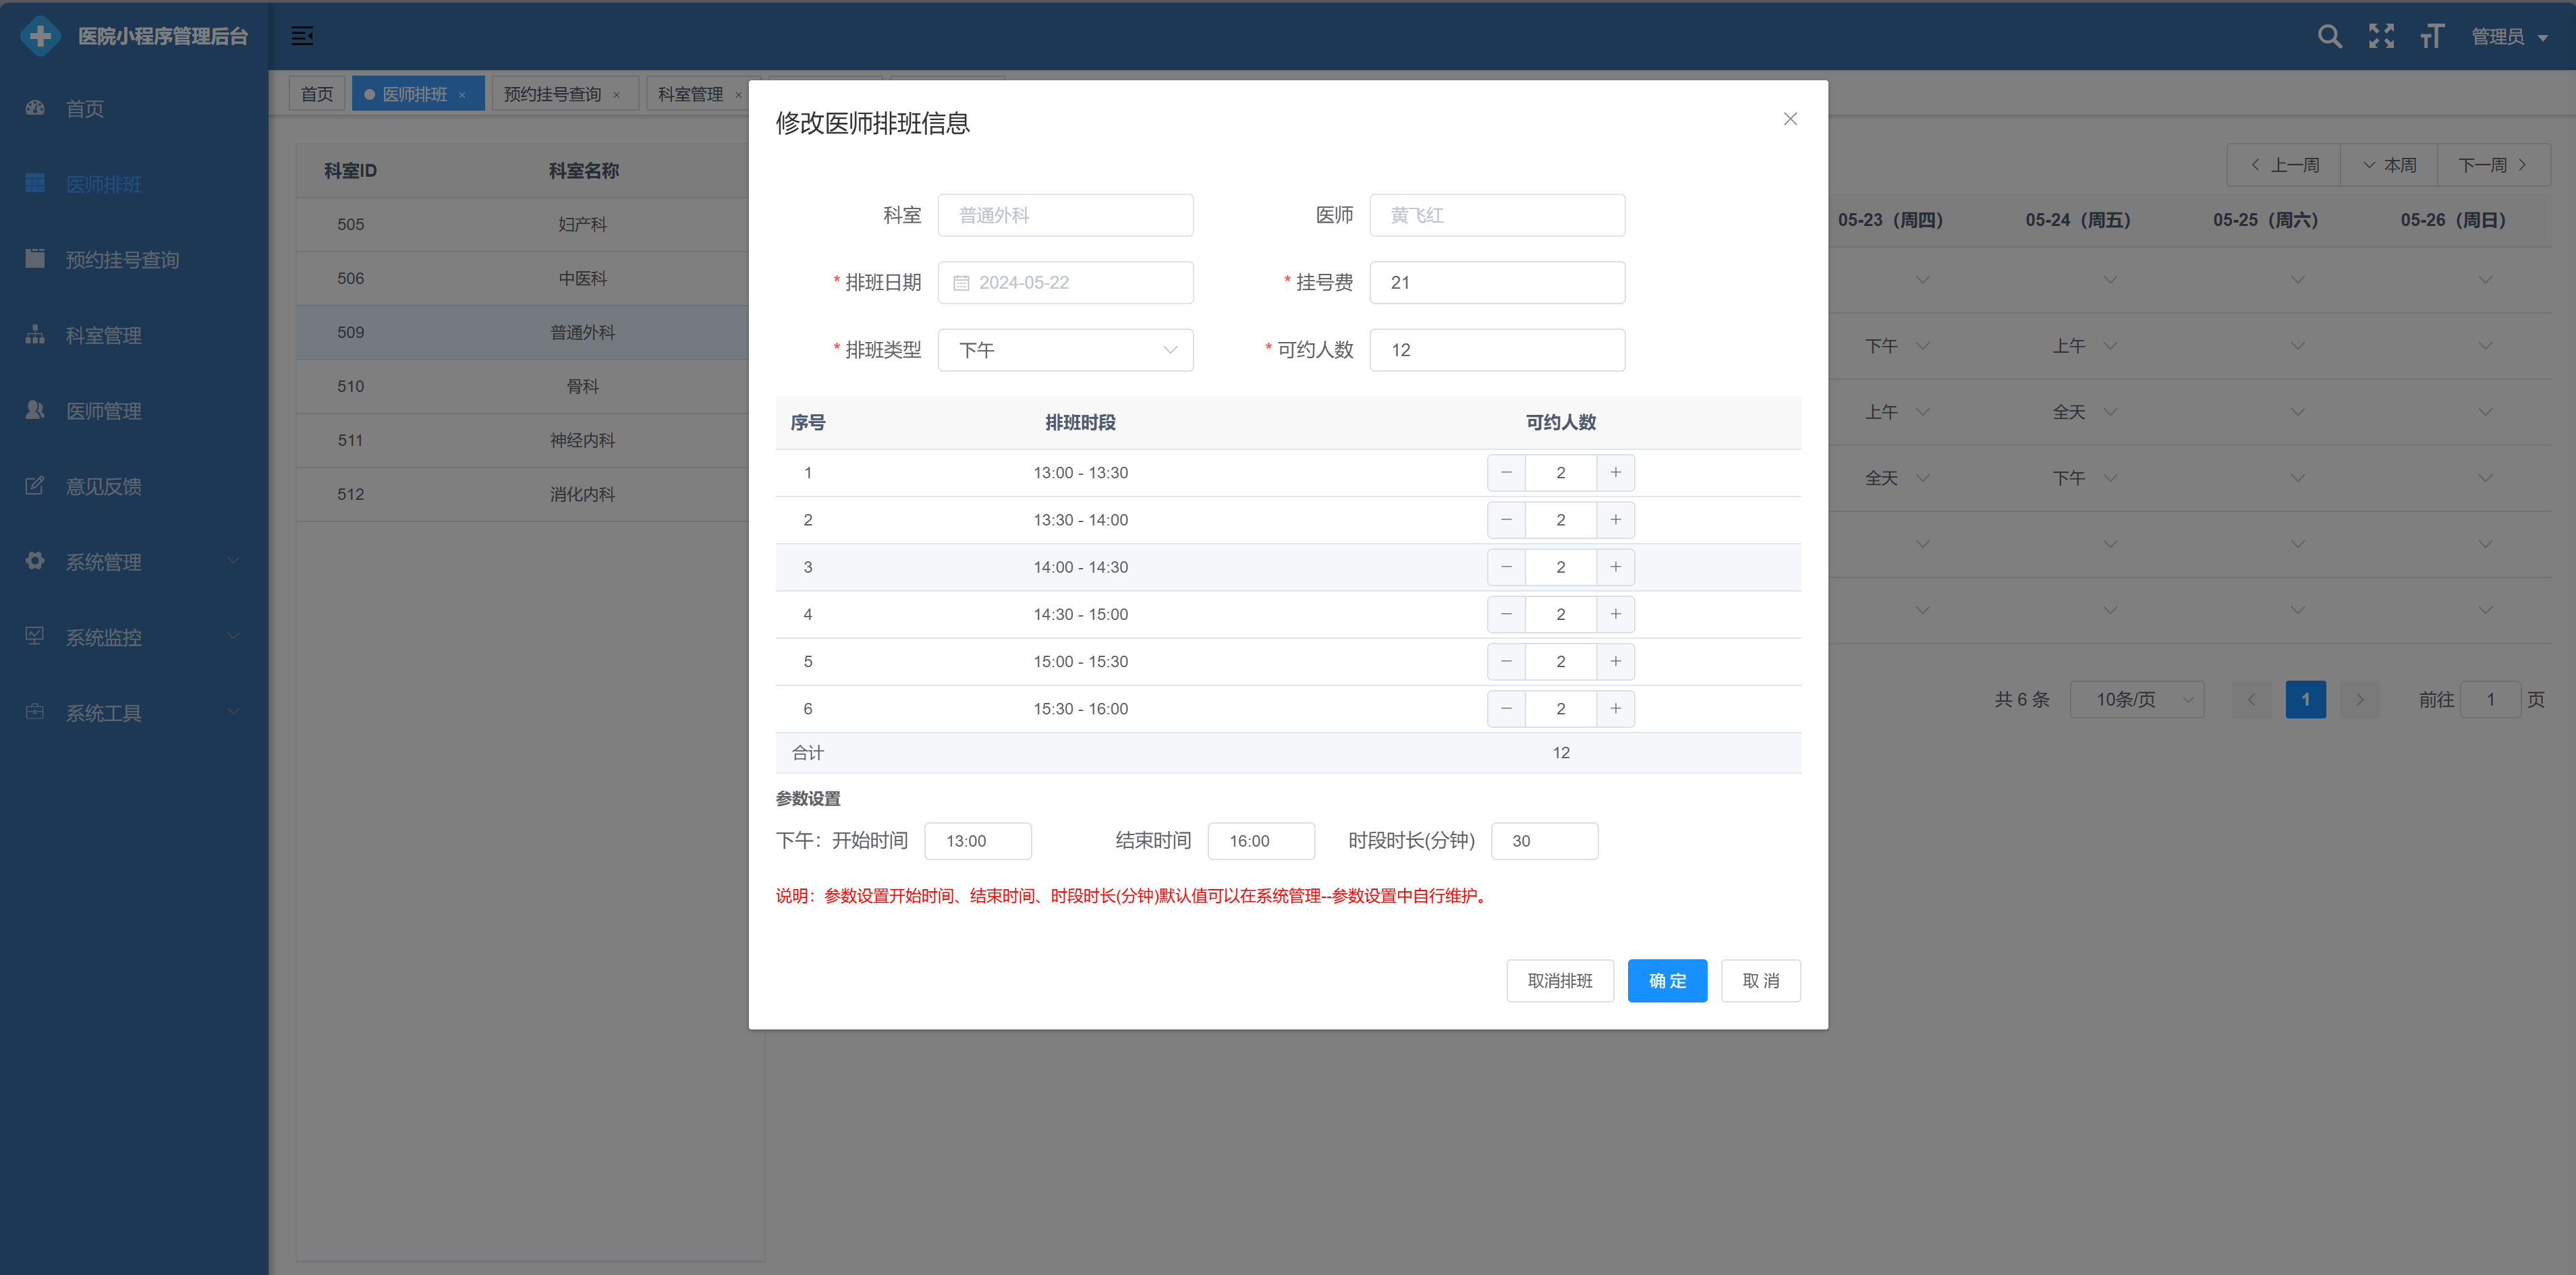 医院小程序管理后台
管理员
首页
医师排班
预约挂号查询
科室管理
医师管理
意见反馈
系统管理
系统监控
系统工具
首页 医师排班 × 预约挂号查询 × 科室管理 ×
科室ID 科室名称
505 妇产科
506 中医科
509 普通外科
510 骨科
511 神经内科
512 消化内科
修改医师排班信息
科室 普通外科 医师 黄飞红
* 排班日期 2024-05-22 * 挂号费 21
* 排班类型 下午 * 可约人数 12
序号 排班时段 可约人数
1 13:00 - 13:30 － 2 +
2 13:30 - 14:00 － 2 +
3 14:00 - 14:30 － 2 +
4 14:30 - 15:00 － 2 +
5 15:00 - 15:30 － 2 +
6 15:30 - 16:00 － 2 +
合计 12
参数设置
下午：开始时间 13:00 结束时间 16:00 时段时长(分钟) 30
说明：参数设置开始时间、结束时间、时段时长(分钟)默认值可以在系统管理--参数设置中自行维护。
取消排班 确 定 取 消
上一周 本周 下一周
05-23（周四） 05-24（周五） 05-25（周六） 05-26（周日）
下午 上午
上午 全天
全天 下午
共 6 条 10条/页 1 前往 1 页